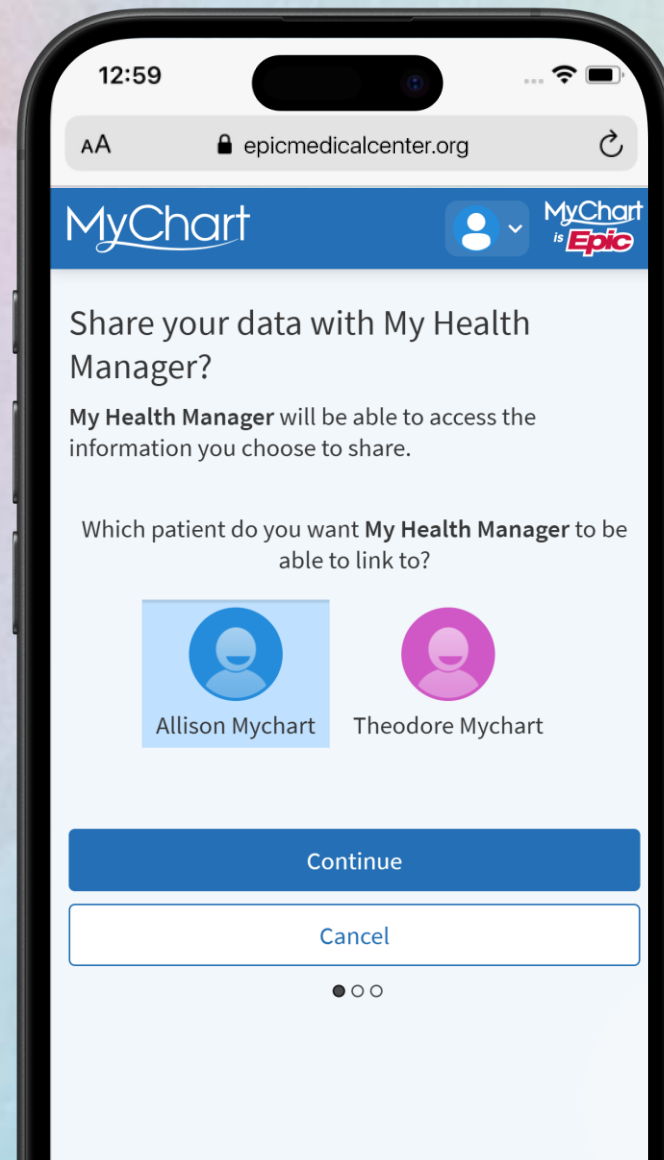 12:59
AA epicmedicalcenter.org
MyChart
MyChart
is Epic
Share your data with My Health
Manager?
My Health Manager will be able to access the
information you choose to share.
Which patient do you want My Health Manager to be
able to link to?
Allison Mychart Theodore Mychart
Continue
Cancel